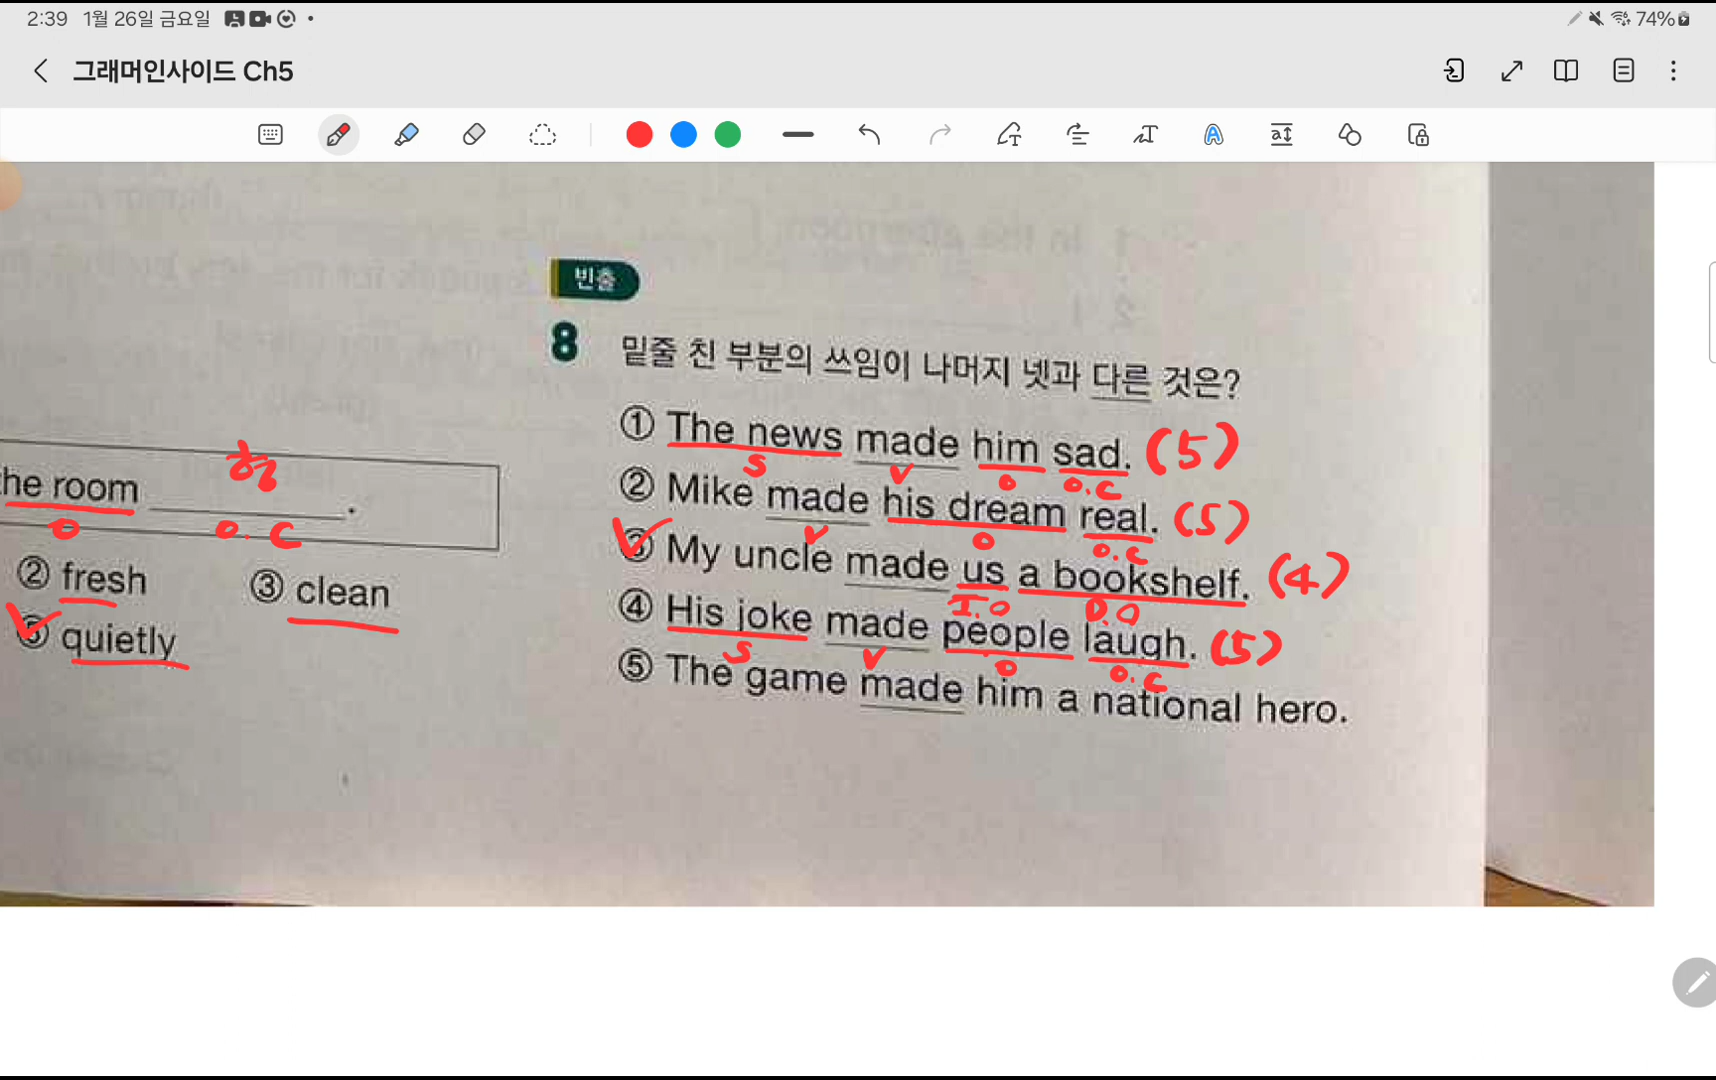 2:39 1월 26일 금요일
74%
그래머인사이드 Ch5
빈출
8 밑줄 친 부분의 쓰임이 나머지 넷과 다른 것은?
① The news made him sad. (5)
S V O O.C
② Mike made his dream real. (5)
V O O.C
③ My uncle made us a bookshelf. (4)
I.O D.O
④ His joke made people laugh. (5)
S V O O.C
⑤ The game made him a national hero.
he room .
O O.C
② fresh ③ clean
quietly